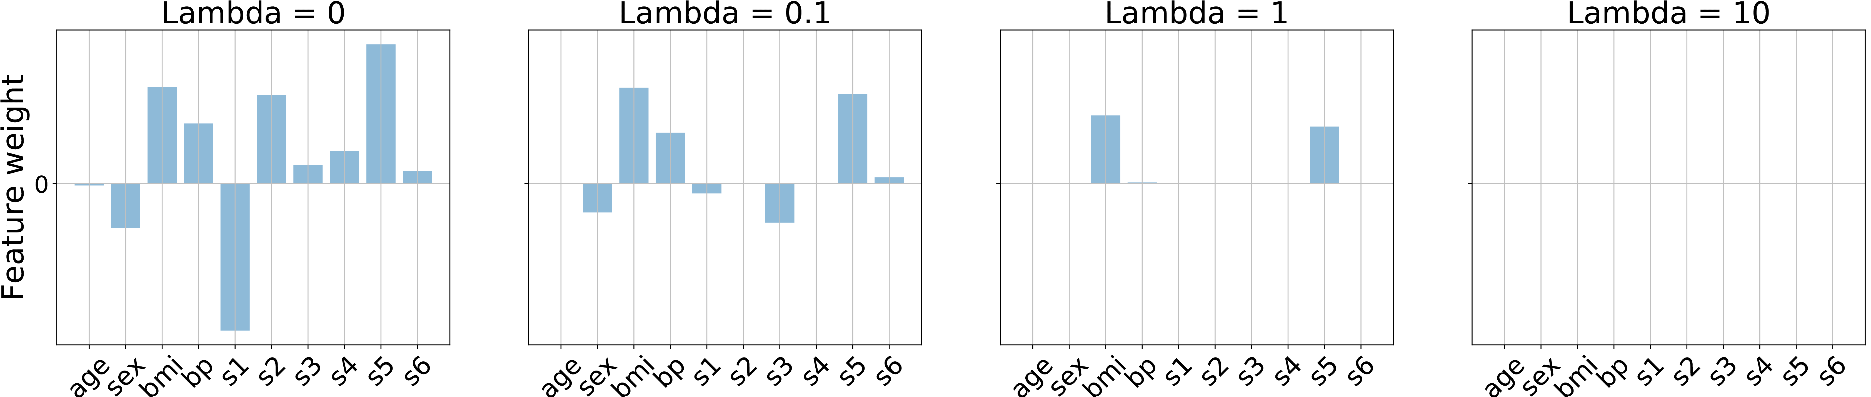 Lambda = 0
Lambda = 0.1
Lambda = 1
Lambda = 10
Feature weight
0
age sex bmi bp s1 s2 s3 s4 s5 s6
age sex bmi bp s1 s2 s3 s4 s5 s6
age sex bmi bp s1 s2 s3 s4 s5 s6
age sex bmi bp s1 s2 s3 s4 s5 s6